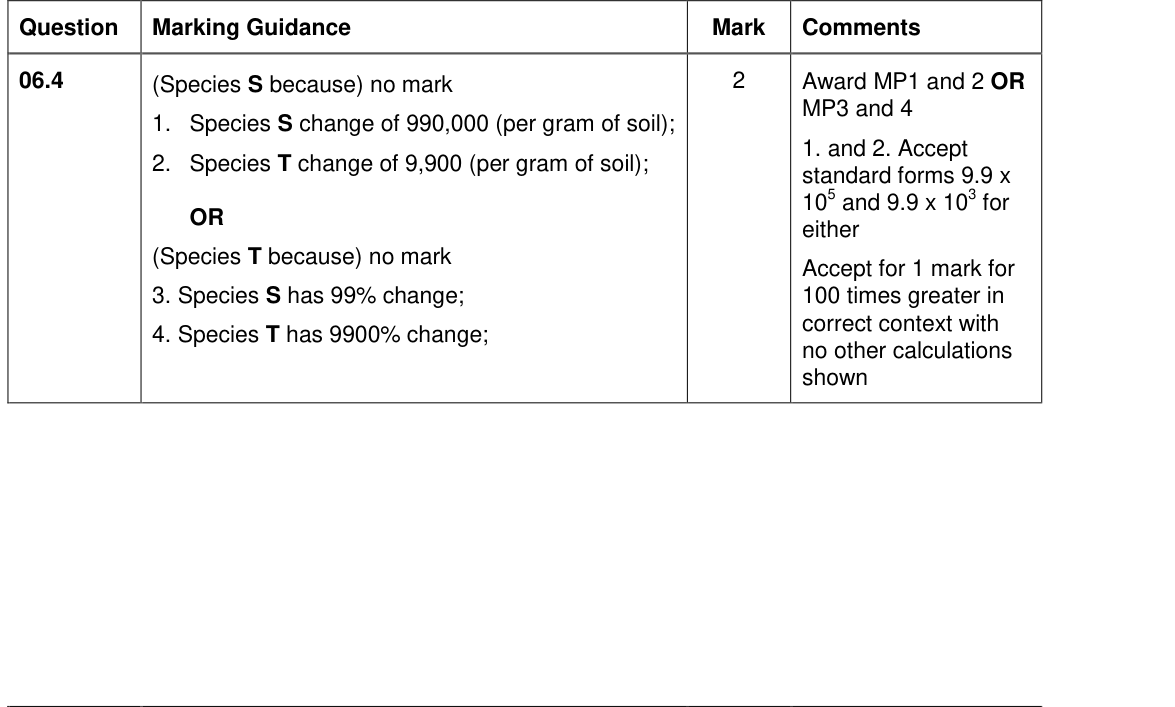 Question Marking Guidance Mark Comments
06.4 (Species S because) no mark 2 Award MP1 and 2 OR
MP3 and 4
1. Species S change of 990,000 (per gram of soil);
2. Species T change of 9,900 (per gram of soil);
OR
(Species T because) no mark
3. Species S has 99% change;
4. Species T has 9900% change;
1. and 2. Accept
standard forms 9.9 x
10⁵ and 9.9 x 10³ for
either
Accept for 1 mark for
100 times greater in
correct context with
no other calculations
shown